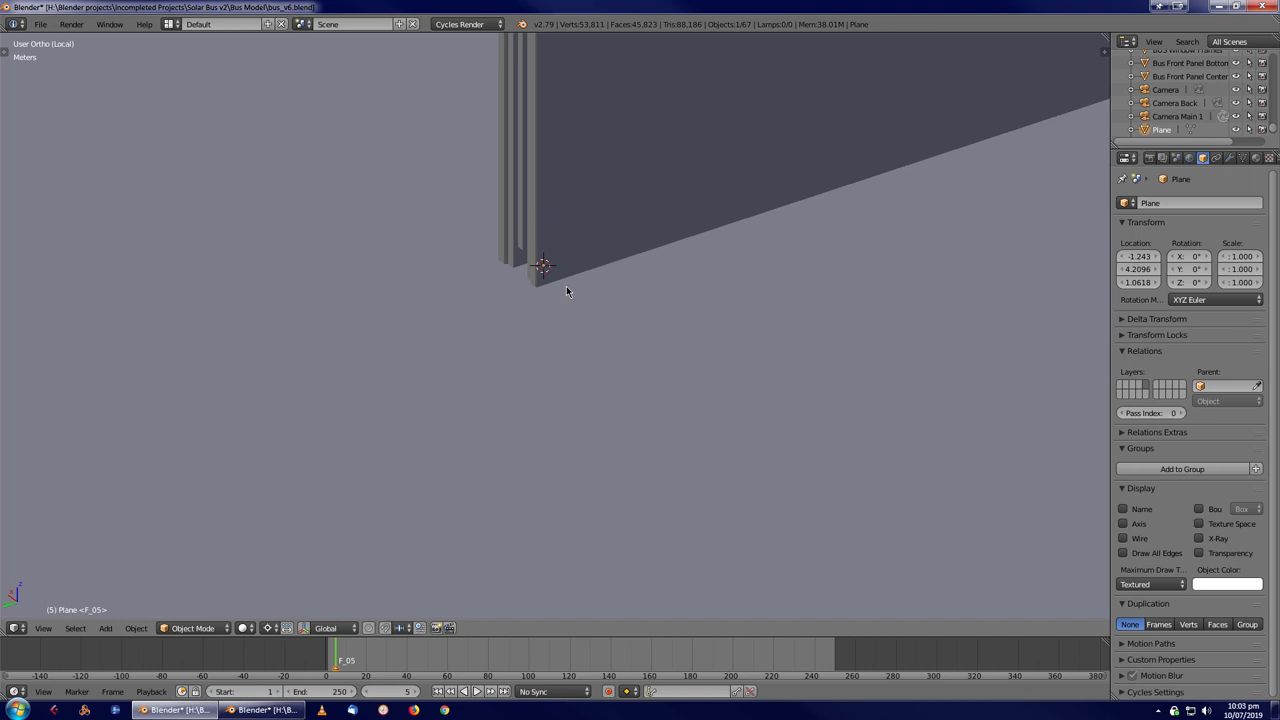 Blender* [H:\Blender projects\Incompleted Projects\Solar Bus v2\Bus Model\bus_v6.blend]
File Render Window Help Default Scene Cycles Render v2.79 | Verts:53,811 | Faces:45,823 | Tris:88,186 | Objects:1/67 | Lamps:0/0 | Mem:38.01M | Plane
View Search All Scenes
User Ortho (Local)
Meters
Bus Front Panel Botton
Bus Front Panel Center
Camera
Camera Back
Camera Main 1
Plane
Plane
Plane
Transform
Location: Rotation: Scale:
-1.243 X: 0° : 1.000
4.2096 Y: 0° : 1.000
1.0618 Z: 0° : 1.000
Rotation M... XYZ Euler
Delta Transform
Transform Locks
Relations
Layers: Parent:
Object
Pass Index: 0
Relations Extras
Groups
Add to Group
Display
Name Bou Box
Axis Texture Space
Wire X-Ray
Draw All Edges Transparency
Maximum Draw T... Object Color:
Textured
Duplication
None Frames Verts Faces Group
Motion Paths
Custom Properties
Motion Blur
Cycles Settings
z
(5) Plane <F_05>
View Select Add Object Object Mode Global
F_05
-140 -120 -100 -80 -60 -40 -20 0 20 40 60 80 100 120 140 160 180 200 220 240 260 280 300 320 340 360 380
View Marker Frame Playback Start: 1 End: 250 5 No Sync
Blender* [H:\B... Blender* [H:\B...
10:03 pm
10/07/2019